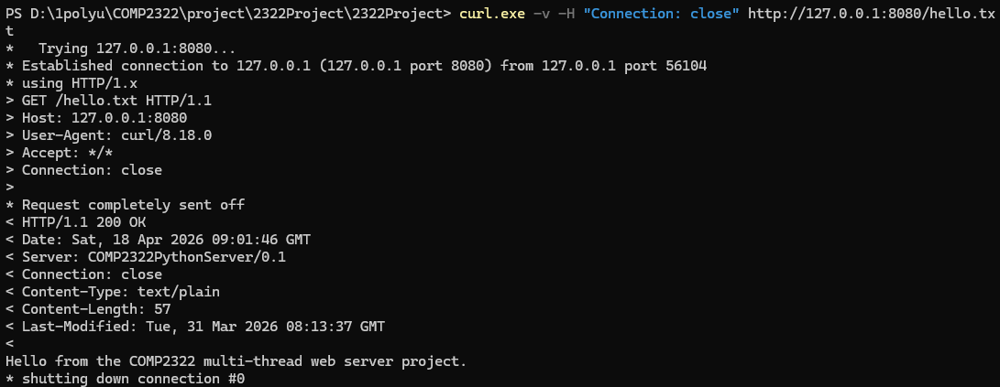 PS D:\1polyu\COMP2322\project\2322Project\2322Project> curl.exe -v -H "Connection: close" http://127.0.0.1:8080/hello.tx
t
*   Trying 127.0.0.1:8080...
* Established connection to 127.0.0.1 (127.0.0.1 port 8080) from 127.0.0.1 port 56104
* using HTTP/1.x
> GET /hello.txt HTTP/1.1
> Host: 127.0.0.1:8080
> User-Agent: curl/8.18.0
> Accept: */*
> Connection: close
>
* Request completely sent off
< HTTP/1.1 200 OK
< Date: Sat, 18 Apr 2026 09:01:46 GMT
< Server: COMP2322PythonServer/0.1
< Connection: close
< Content-Type: text/plain
< Content-Length: 57
< Last-Modified: Tue, 31 Mar 2026 08:13:37 GMT
<
Hello from the COMP2322 multi-thread web server project.
* shutting down connection #0